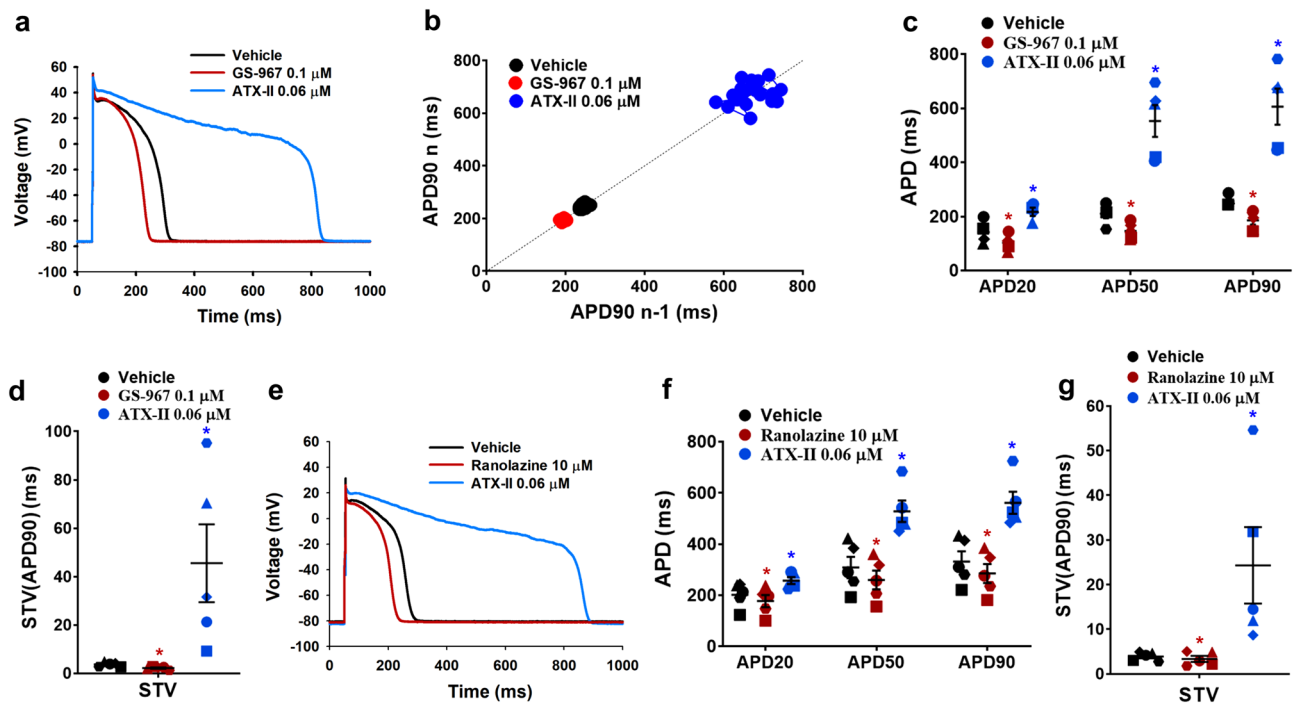 a
Vehicle
GS-967 0.1 µM
ATX-II 0.06 µM
60
40
20
0
-20
-40
-60
-80
-100
Voltage (mV)
0
200
400
600
800
1000
Time (ms)
b
Vehicle
GS-967 0.1 µM
ATX-II 0.06 µM
800
600
400
200
0
APD90 n (ms)
0
200
400
600
800
APD90 n-1 (ms)
c
Vehicle
GS-967 0.1 µM
ATX-II 0.06 µM
800
600
400
200
0
APD (ms)
* * * * * *
APD20
APD50
APD90
d
Vehicle
GS-967 0.1 µM
ATX-II 0.06 µM
100
80
60
40
20
0
STV(APD90) (ms)
* *
STV
e
Vehicle
Ranolazine 10 µM
ATX-II 0.06 µM
60
40
20
0
-20
-40
-60
-80
-100
Voltage (mV)
0
200
400
600
800
1000
Time (ms)
f
Vehicle
Ranolazine 10 µM
ATX-II 0.06 µM
800
600
400
200
0
APD (ms)
* * * * * *
APD20
APD50
APD90
g
Vehicle
Ranolazine 10 µM
ATX-II 0.06 µM
60
50
40
30
20
10
0
STV(APD90) (ms)
* *
STV